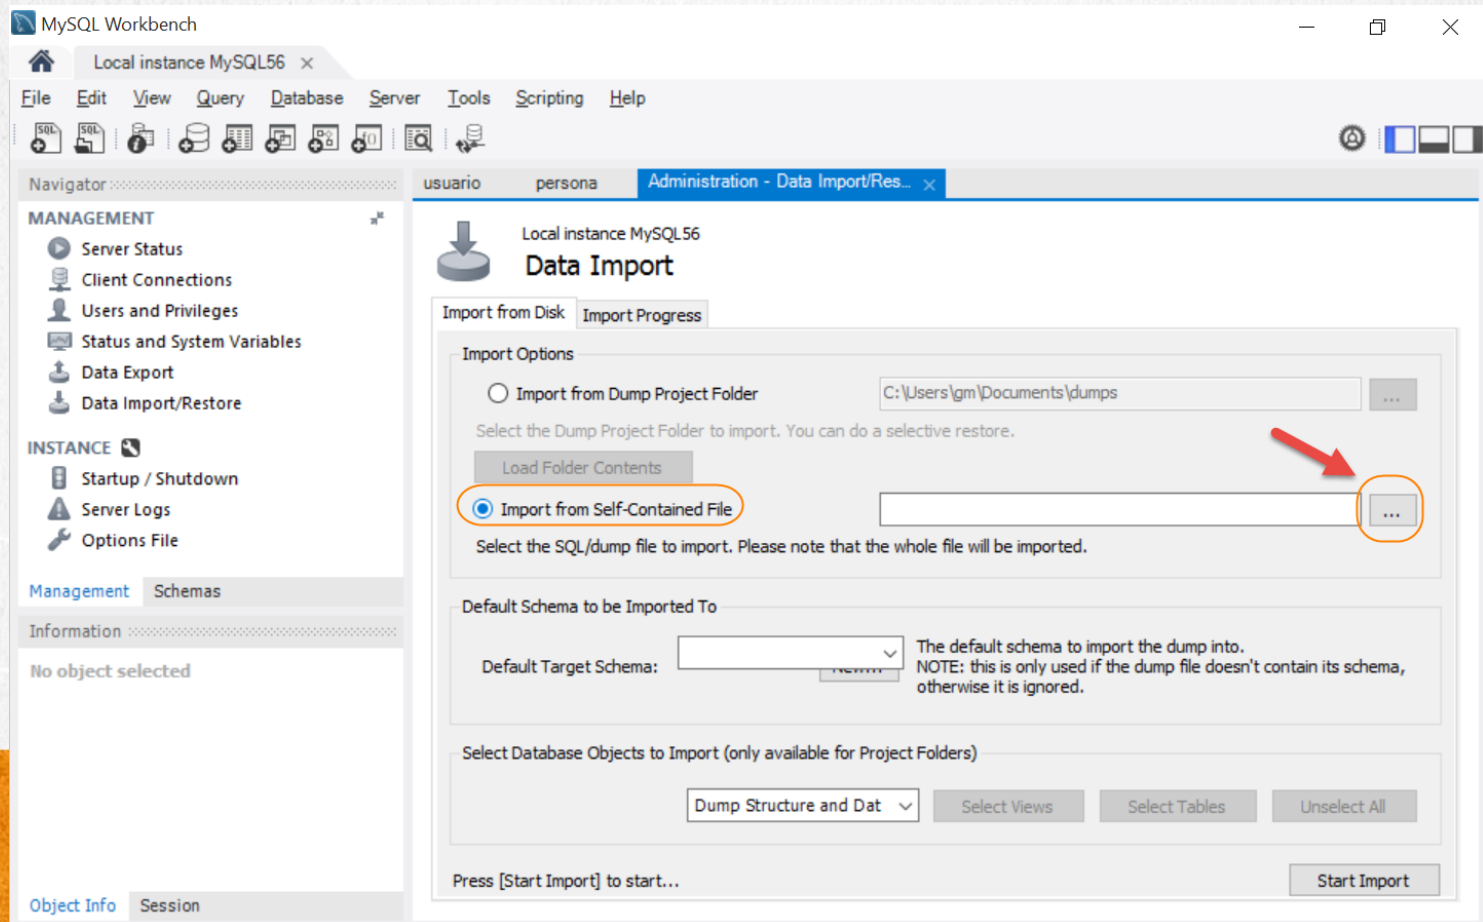 MySQL Workbench
Local instance MySQL56
File Edit View Query Database Server Tools Scripting Help
Navigator
MANAGEMENT
Server Status
Client Connections
Users and Privileges
Status and System Variables
Data Export
Data Import/Restore
INSTANCE
Startup / Shutdown
Server Logs
Options File
Management Schemas
Information
No object selected
Object Info Session
usuario persona Administration - Data Import/Res...
Local instance MySQL56
Data Import
Import from Disk Import Progress
Import Options
Import from Dump Project Folder C:\Users\gm\Documents\dumps ...
Select the Dump Project Folder to import. You can do a selective restore.
Load Folder Contents
Import from Self-Contained File ...
Select the SQL/dump file to import. Please note that the whole file will be imported.
Default Schema to be Imported To
Default Target Schema:
The default schema to import the dump into.
NOTE: this is only used if the dump file doesn't contain its schema,
otherwise it is ignored.
Select Database Objects to Import (only available for Project Folders)
Dump Structure and Dat Select Views Select Tables Unselect All
Press [Start Import] to start... Start Import